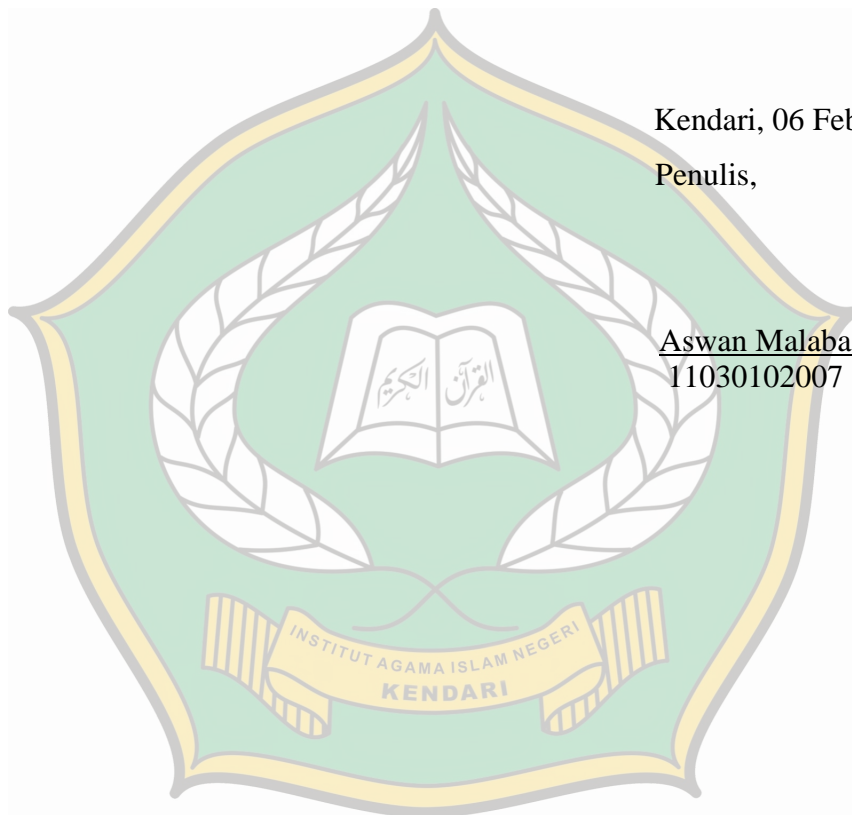 Kendari, 06 Feb
Penulis,
Aswan Malaba
11030102007
القرآن الكريم
INSTITUT AGAMA ISLAM NEGERI
KENDARI